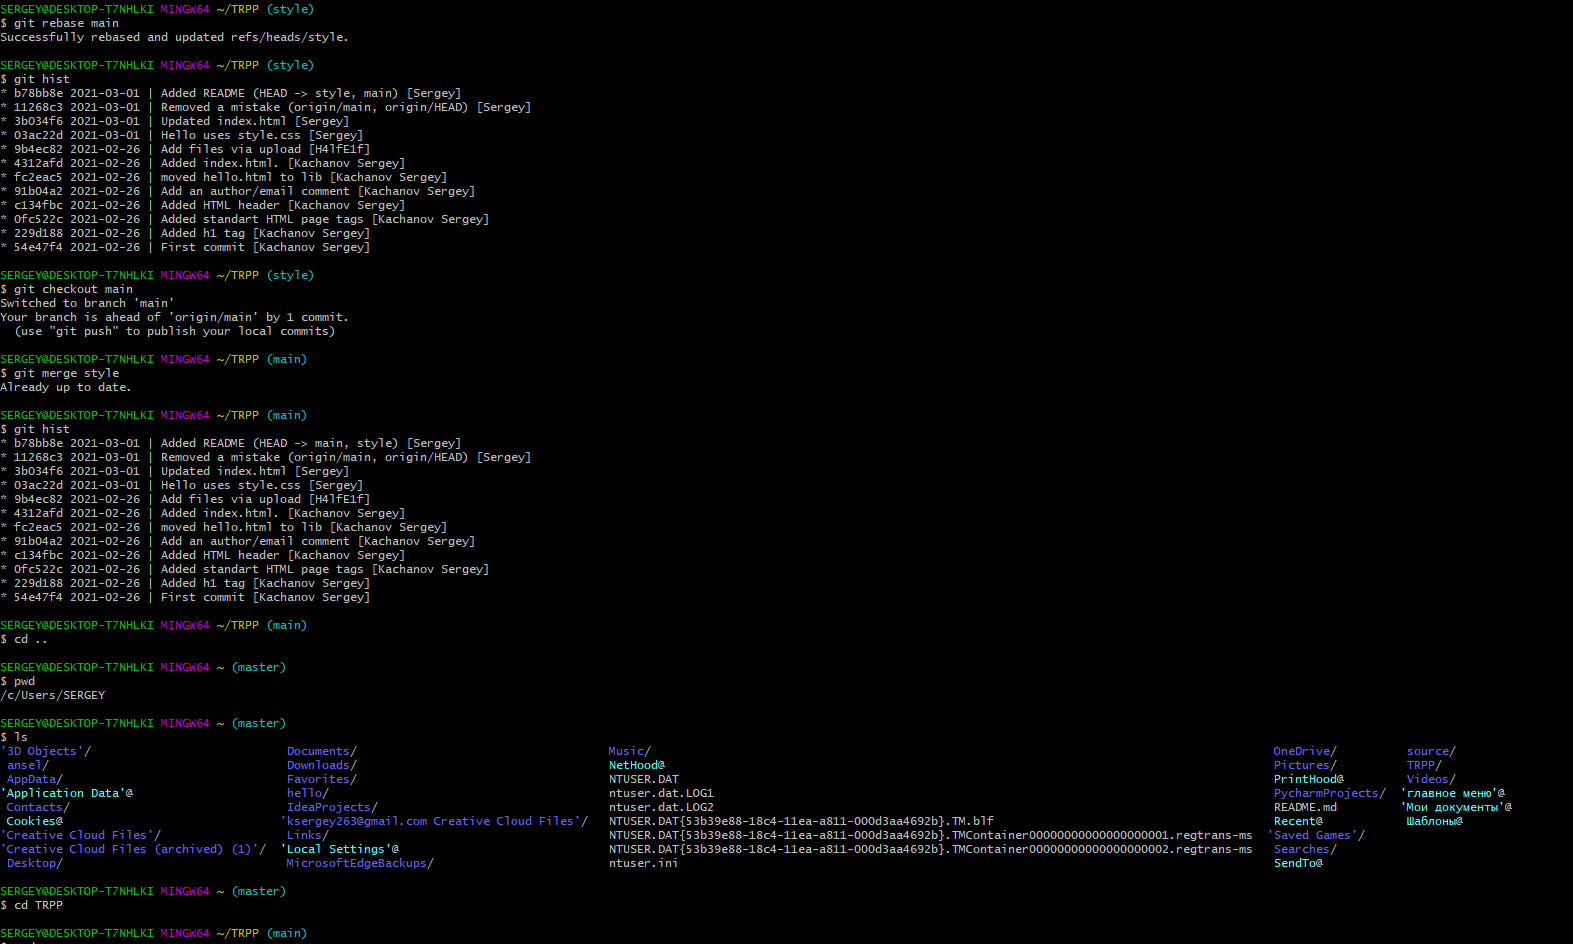 SERGEY@DESKTOP-T7NHLKI MINGW64 ~/TRPP (style)
$ git rebase main
Successfully rebased and updated refs/heads/style.
SERGEY@DESKTOP-T7NHLKI MINGW64 ~/TRPP (style)
$ git hist
* b78bb8e 2021-03-01 | Added README (HEAD -> style, main) [Sergey]
* 11268c3 2021-03-01 | Removed a mistake (origin/main, origin/HEAD) [Sergey]
* 3b034f6 2021-03-01 | Updated index.html [Sergey]
* 03ac22d 2021-03-01 | Hello uses style.css [Sergey]
* 9b4ec82 2021-02-26 | Add files via upload [H4lfE1f]
* 4312afd 2021-02-26 | Added index.html. [Kachanov Sergey]
* fc2eac5 2021-02-26 | moved hello.html to lib [Kachanov Sergey]
* 91b04a2 2021-02-26 | Add an author/email comment [Kachanov Sergey]
* c134fbc 2021-02-26 | Added HTML header [Kachanov Sergey]
* 0fc522c 2021-02-26 | Added standart HTML page tags [Kachanov Sergey]
* 229d188 2021-02-26 | Added h1 tag [Kachanov Sergey]
* 54e47f4 2021-02-26 | First commit [Kachanov Sergey]
SERGEY@DESKTOP-T7NHLKI MINGW64 ~/TRPP (style)
$ git checkout main
Switched to branch 'main'
Your branch is ahead of 'origin/main' by 1 commit.
(use "git push" to publish your local commits)
SERGEY@DESKTOP-T7NHLKI MINGW64 ~/TRPP (main)
$ git merge style
Already up to date.
SERGEY@DESKTOP-T7NHLKI MINGW64 ~/TRPP (main)
$ git hist
* b78bb8e 2021-03-01 | Added README (HEAD -> main, style) [Sergey]
* 11268c3 2021-03-01 | Removed a mistake (origin/main, origin/HEAD) [Sergey]
* 3b034f6 2021-03-01 | Updated index.html [Sergey]
* 03ac22d 2021-03-01 | Hello uses style.css [Sergey]
* 9b4ec82 2021-02-26 | Add files via upload [H4lfE1f]
* 4312afd 2021-02-26 | Added index.html. [Kachanov Sergey]
* fc2eac5 2021-02-26 | moved hello.html to lib [Kachanov Sergey]
* 91b04a2 2021-02-26 | Add an author/email comment [Kachanov Sergey]
* c134fbc 2021-02-26 | Added HTML header [Kachanov Sergey]
* 0fc522c 2021-02-26 | Added standart HTML page tags [Kachanov Sergey]
* 229d188 2021-02-26 | Added h1 tag [Kachanov Sergey]
* 54e47f4 2021-02-26 | First commit [Kachanov Sergey]
SERGEY@DESKTOP-T7NHLKI MINGW64 ~/TRPP (main)
$ cd ..
SERGEY@DESKTOP-T7NHLKI MINGW64 ~ (master)
$ pwd
/c/Users/SERGEY
SERGEY@DESKTOP-T7NHLKI MINGW64 ~ (master)
$ ls
'3D Objects'/ Documents/ Music/ OneDrive/ source/
ansel/ Downloads/ NetHood@ Pictures/ TRPP/
AppData/ Favorites/ NTUSER.DAT PrintHood@ Videos/
'Application Data'@ hello/ ntuser.dat.LOG1 PycharmProjects/ 'главное меню'@
Contacts/ IdeaProjects/ ntuser.dat.LOG2 README.md 'Мои документы'@
Cookies@ 'ksergey263@gmail.com Creative Cloud Files'/ NTUSER.DAT{53b39e88-18c4-11ea-a811-000d3aa4692b}.TM.blf Recent@ Шаблоны@
'Creative Cloud Files'/ Links/ NTUSER.DAT{53b39e88-18c4-11ea-a811-000d3aa4692b}.TMContainer00000000000000000001.regtrans-ms 'Saved Games'/
'Creative Cloud Files (archived) (1)'/ 'Local Settings'@ NTUSER.DAT{53b39e88-18c4-11ea-a811-000d3aa4692b}.TMContainer00000000000000000002.regtrans-ms Searches/
Desktop/ MicrosoftEdgeBackups/ ntuser.ini SendTo@
SERGEY@DESKTOP-T7NHLKI MINGW64 ~ (master)
$ cd TRPP
SERGEY@DESKTOP-T7NHLKI MINGW64 ~/TRPP (main)